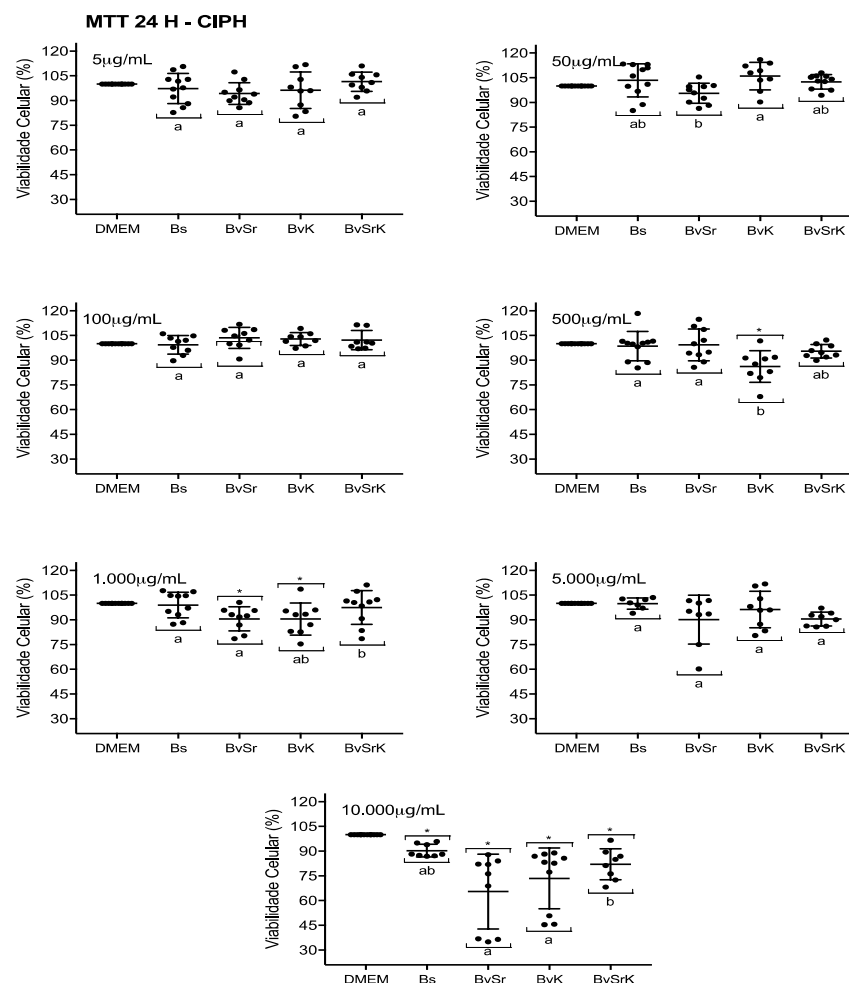 MTT 24 H - CIPH
Viabilidade Celular (%)
5µg/mL
120
105
90
75
60
45
30
a
a
a
a
DMEM
Bs
BvSr
BvK
BvSrK
Viabilidade Celular (%)
50µg/mL
120
105
90
75
60
45
30
ab
b
a
ab
DMEM
Bs
BvSr
BvK
BvSrK
Viabilidade Celular (%)
100µg/mL
120
105
90
75
60
45
30
a
a
a
a
DMEM
Bs
BvSr
BvK
BvSrK
Viabilidade Celular (%)
500µg/mL
120
105
90
75
60
45
30
*
a
a
b
ab
DMEM
Bs
BvSr
BvK
BvSrK
Viabilidade Celular (%)
1.000µg/mL
120
105
90
75
60
45
30
*
*
a
a
ab
b
DMEM
Bs
BvSr
BvK
BvSrK
Viabilidade Celular (%)
5.000µg/mL
120
105
90
75
60
45
30
a
a
a
a
DMEM
Bs
BvSr
BvK
BvSrK
Viabilidade Celular (%)
10.000µg/mL
120
105
90
75
60
45
30
*
*
*
*
ab
a
a
b
DMEM
Bs
BvSr
BvK
BvSrK